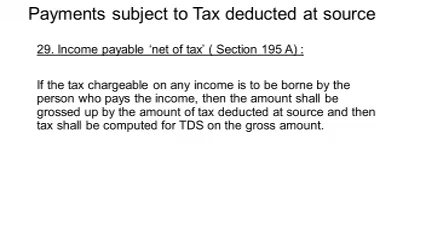 Payments subject to Tax deducted at source
29. Income payable ‘net of tax’ ( Section 195 A) :
If the tax chargeable on any income is to be borne by the
person who pays the income, then the amount shall be
grossed up by the amount of tax deducted at source and then
tax shall be computed for TDS on the gross amount.